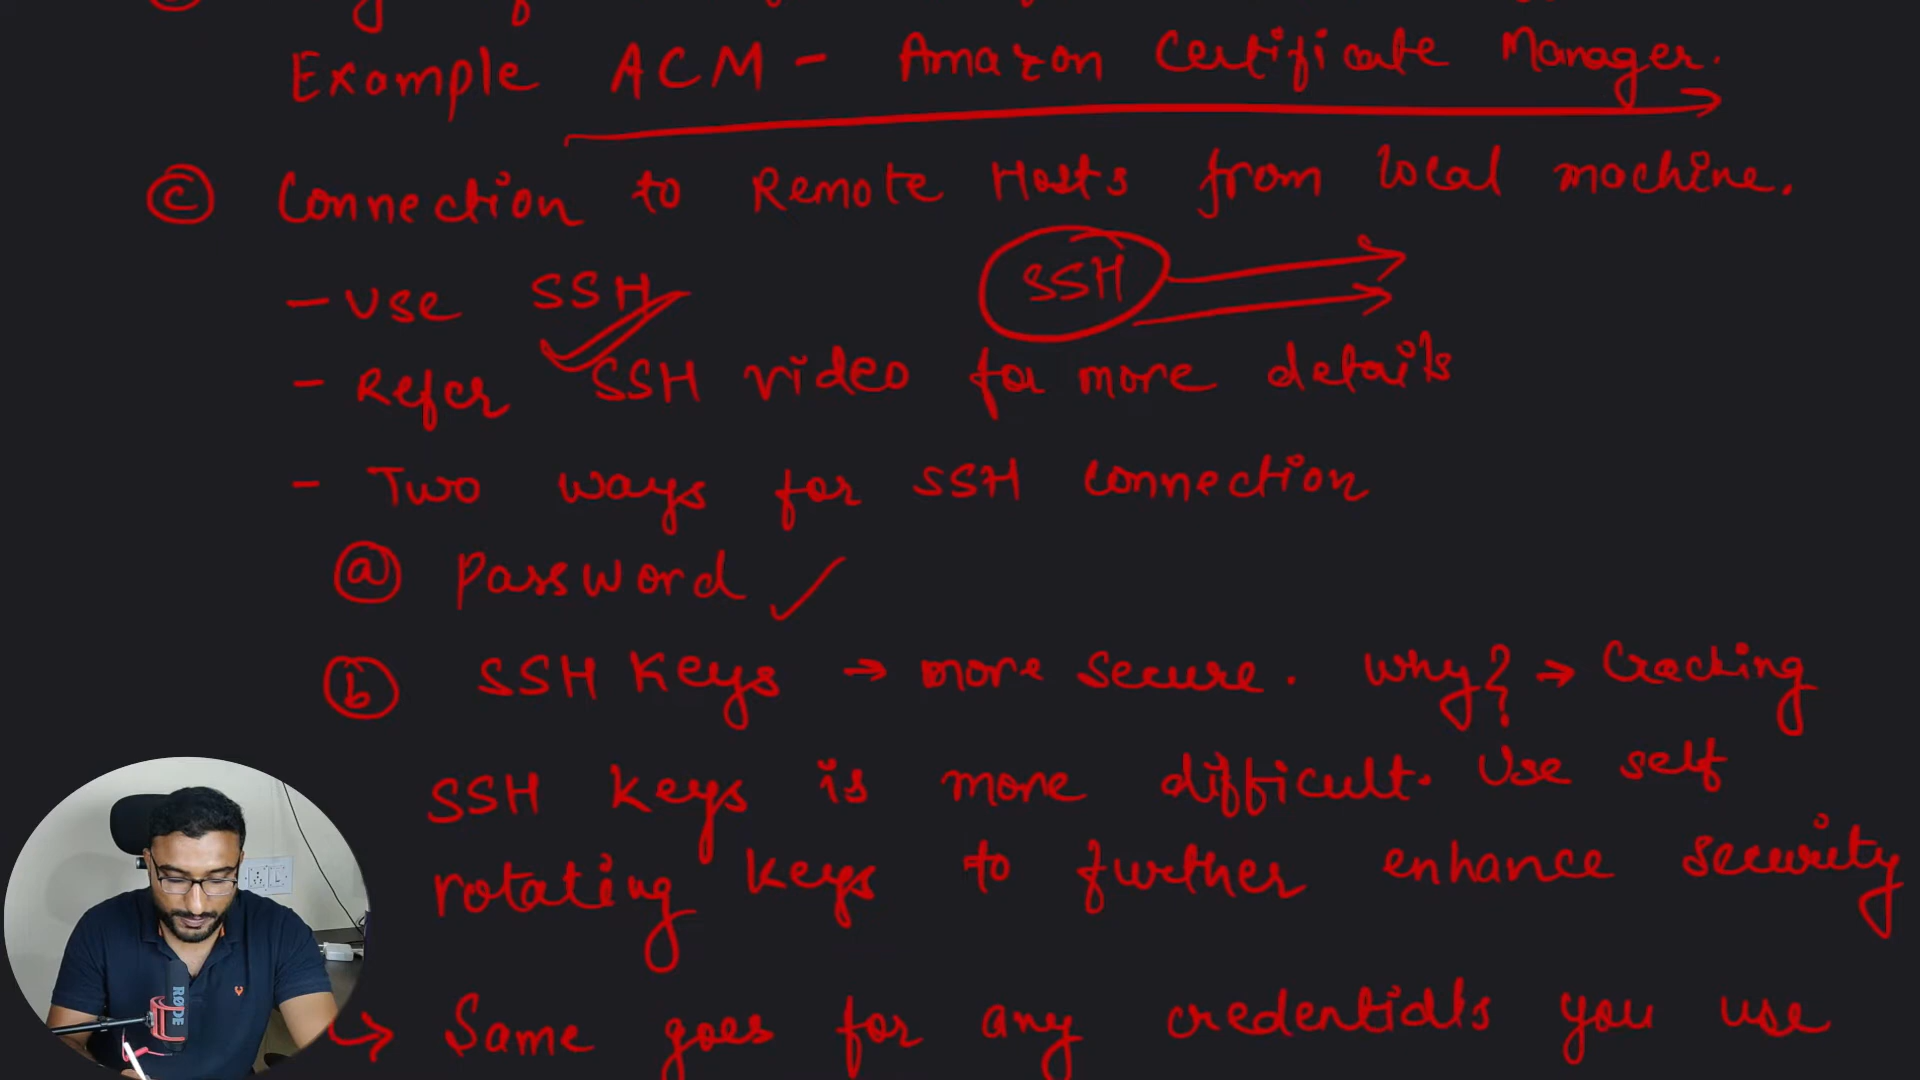 Example ACM - Amazon Certificate Manager.
(c) Connection to Remote Hosts from local machine.
- Use SSH SSH
- Refer SSH video for more details
- Two ways for SSH connection
(a) Password
(b) SSH Keys → more secure. Why? → Cracking
SSH keys is more difficult. Use self
rotating keys to further enhance security
↳ Same goes for any credentials you use
RØDE